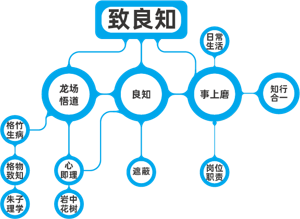 致良知
日常
生活
龙场
悟道
良知
事上磨
知行
合一
格竹
生病
格物
致知
心
即理
遮蔽
岗位
职责
朱子
理学
岩中
花树